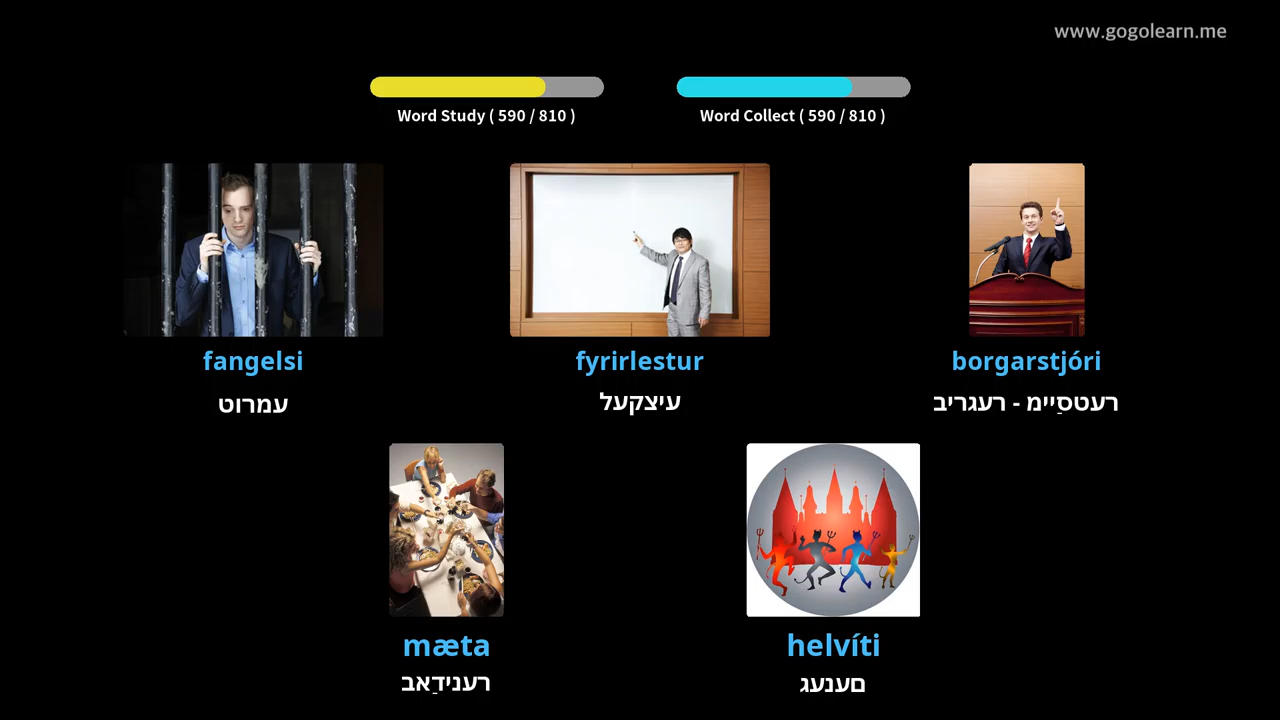 www.gogolearn.me
Word Study ( 590 / 810 )
Word Collect ( 590 / 810 )
fangelsi
עמרוט
fyrirlestur
עיצקעל
borgarstjóri
רעטסַיימ - רעגריב
mæta
רענידַאב
helvíti
םענעג